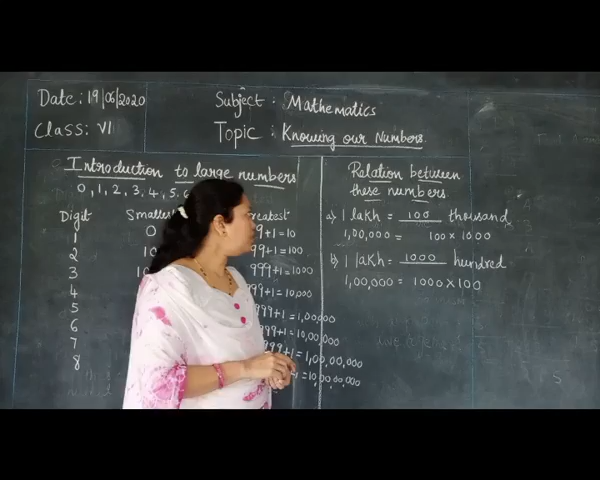 Date: 19/06/2020
Class: VI
Subject: Mathematics
Topic: Knowing our Numbers.
Introduction to large numbers
0, 1, 2, 3, 4, 5, 6
Digit Smallest
1 0 9+1=10
2 10 99+1=100
3 10 999+1=1000
4 999+1=10,000
5 999+1=1,00,000
6 999+1=10,00,000
7 999+1=1,00,00,000
8 +1=10,00,00,000
Relation between
these numbers.
a) 1 lakh = 100 thousand
1,00,000 = 100 × 1000
b) 1 lakh = 1000 hundred
1,00,000 = 1000 × 100